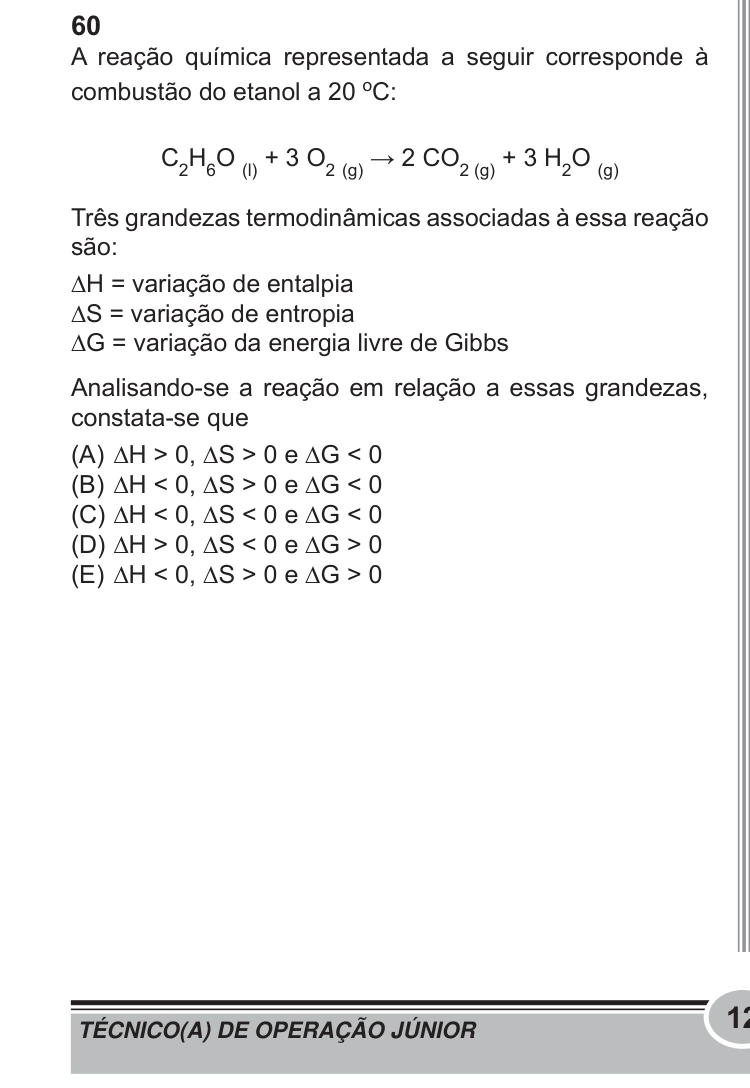 60
A reação química representada a seguir corresponde à
combustão do etanol a 20 ºC:
C₂H₆O (l) + 3 O₂ (g) → 2 CO₂ (g) + 3 H₂O (g)
Três grandezas termodinâmicas associadas à essa reação
são:
ΔH = variação de entalpia
ΔS = variação de entropia
ΔG = variação da energia livre de Gibbs
Analisando-se a reação em relação a essas grandezas,
constata-se que
(A) ΔH > 0, ΔS > 0 e ΔG < 0
(B) ΔH < 0, ΔS > 0 e ΔG < 0
(C) ΔH < 0, ΔS < 0 e ΔG < 0
(D) ΔH > 0, ΔS < 0 e ΔG > 0
(E) ΔH < 0, ΔS > 0 e ΔG > 0
TÉCNICO(A) DE OPERAÇÃO JÚNIOR
12